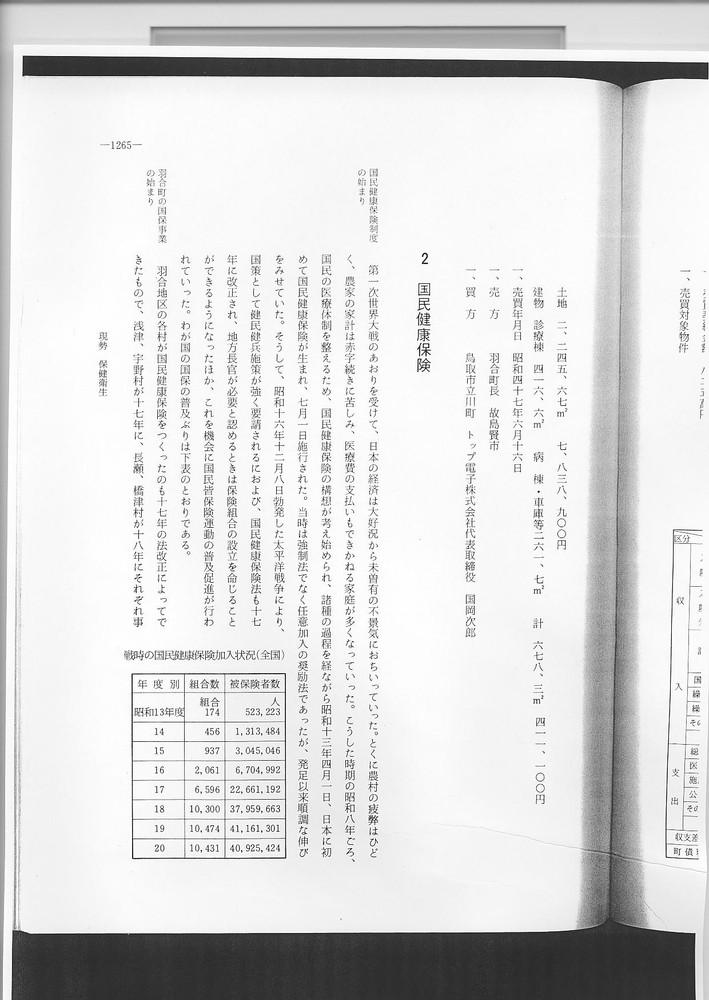 一、売買対象物件
土地　二、二四五、六七㎡　　七、八三八、九〇〇円
建物　診療棟　四一六、六㎡　　病　棟・車庫等二六一、七㎡　　計　六七八、三㎡　四一一、一〇〇円
一、売買年月日　昭和四十七年六月十六日
一、売　方　　羽合町長　故島賢市
一、買　方　　鳥取市立川町　トップ電子株式会社代表取締役　国岡次郎
2　国民健康保険
国民健康保険制度
の始まり
第一次世界大戦のあおりを受けて、日本の経済は大好況から未曽有の不景気におちいっていった。とくに農村の疲弊はひど
く、農家の家計は赤字続きに苦しみ、医療費の支払いもできかねる家庭が多くなっていった。こうした時期の昭和八年ごろ、
国民の医療体制を整えるため、国民健康保険の構想が考え始められ、諸種の過程を経ながら昭和十三年四月一日、日本に初
めて国民健康保険が生まれ、七月一日施行された。当時は強制法でなく任意加入の奨励法であったが、発足以来順調な伸び
をみせていた。そうして、昭和十六年十二月八日勃発した太平洋戦争により、
国策として健民健兵施策が強く要請されるにおよび、国民健康保険法も十七
年に改正され、地方長官が必要と認めるときは保険組合の設立を命じること
ができるようになったほか、これを機会に国民皆保険運動の普及促進が行わ
れていった。わが国の国保の普及ぶりは下表のとおりである。
羽合町の国保事業
の始まり
羽合地区の各村が国民健康保険をつくったのも十七年の法改正によってで
きたもので、浅津、宇野村が十七年に、長瀬、橋津村が十八年にそれぞれ事
戦時の国民健康保険加入状況(全国)
年度別　組合数　被保険者数
組合　人
昭和13年度　174　523,223
14　456　1,313,484
15　937　3,045,046
16　2,061　6,704,992
17　6,596　22,661,192
18　10,300　37,959,663
19　10,474　41,161,301
20　10,431　40,925,424
現勢　保健衛生
—1265—
区分
収
入
国
繰
繰
その
支
出
総
医
施
公
その
収支差
町債